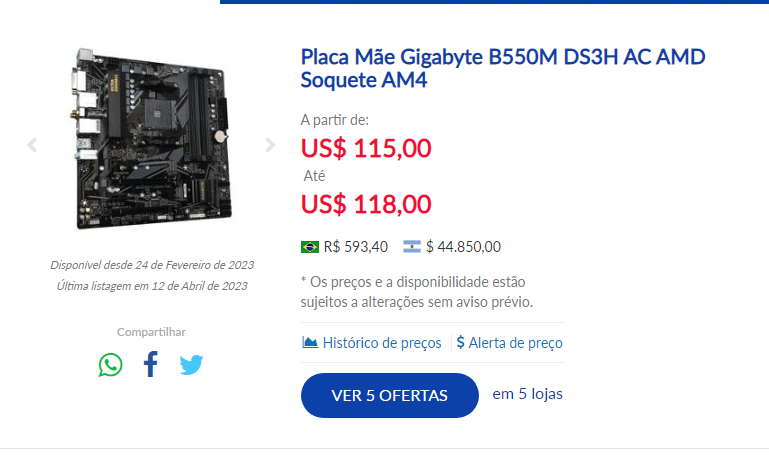 Placa Mãe Gigabyte B550M DS3H AC AMD
Soquete AM4
A partir de:
US$ 115,00
Até
US$ 118,00
R$ 593,40 $ 44.850,00
* Os preços e a disponibilidade estão
sujeitos a alterações sem aviso prévio.
Histórico de preços $ Alerta de preço
VER 5 OFERTAS em 5 lojas
Disponível desde 24 de Fevereiro de 2023
Última listagem em 12 de Abril de 2023
Compartilhar